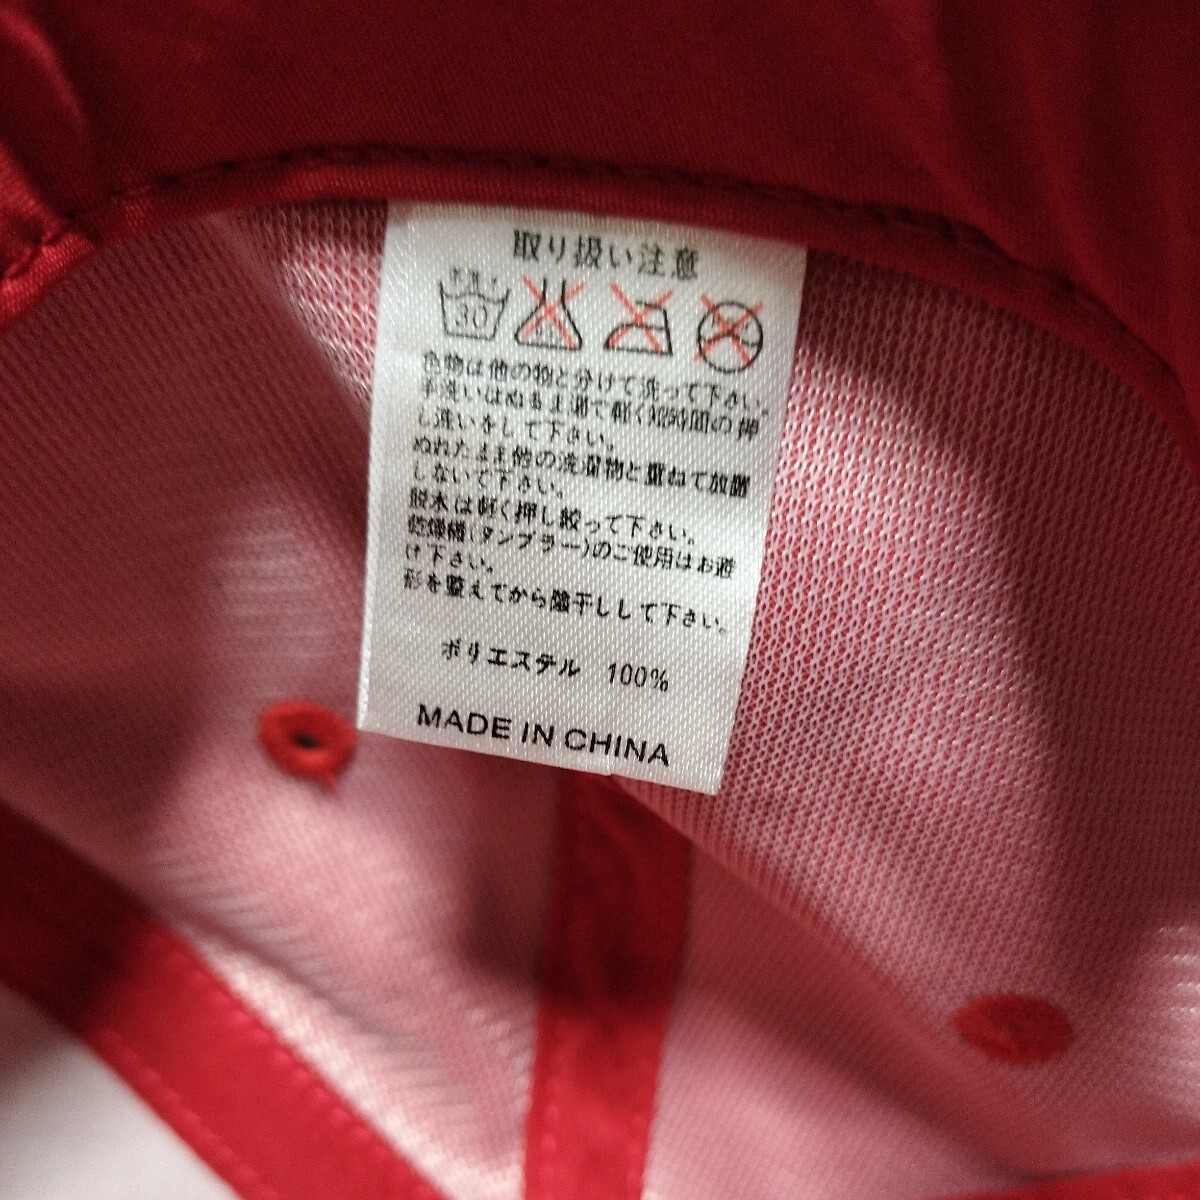 取り扱い注意
手洗イ
30
色物は他の物と分けて洗って下さい。
手洗いはぬるま湯で軽く短時間の押
し洗いをして下さい。
ぬれたまま他の洗濯物と重ねて放置
しないで下さい。
脱水は軽く押し絞って下さい。
乾燥機(タンブラー)のご使用はお避
け下さい。
形を整えてから陰干しして下さい。
ポリエステル 100%
MADE IN CHINA